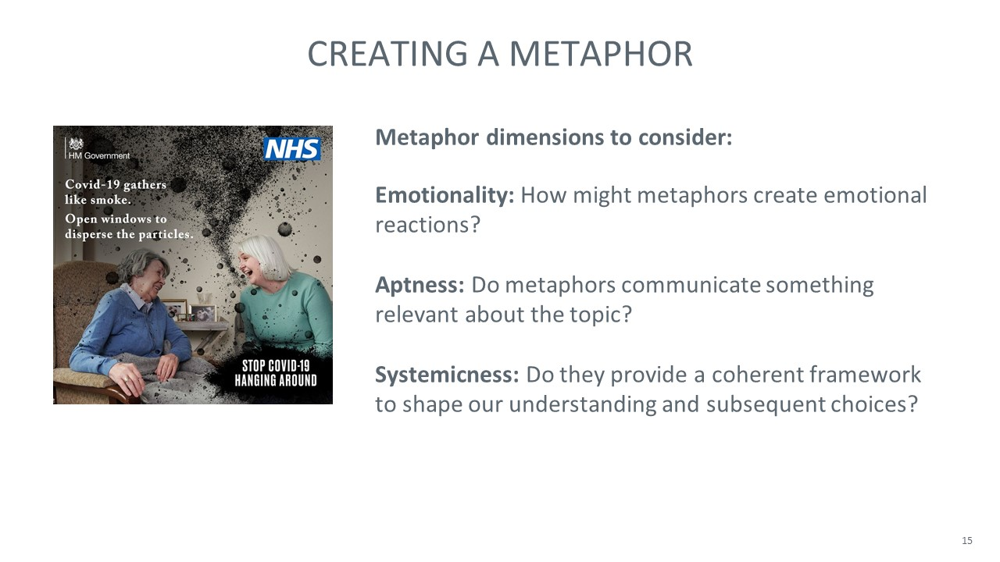 CREATING A METAPHOR
HM Government
NHS
Covid-19 gathers
like smoke.
Open windows to
disperse the particles.
STOP COVID-19
HANGING AROUND
Metaphor dimensions to consider:
Emotionality: How might metaphors create emotional
reactions?
Aptness: Do metaphors communicate something
relevant about the topic?
Systemicness: Do they provide a coherent framework
to shape our understanding and subsequent choices?
15